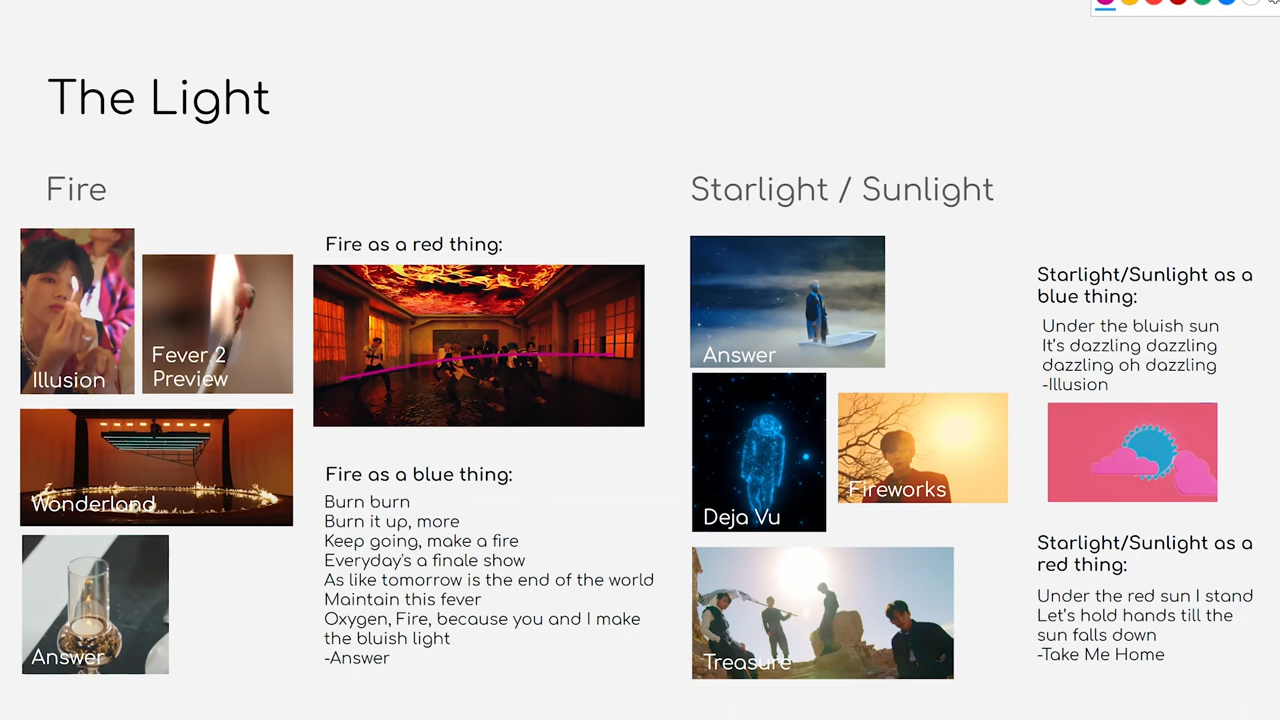 The Light
Fire
Illusion
Fever 2
Preview
Wonderland
Answer
Fire as a red thing:
Fire as a blue thing:
Burn burn
Burn it up, more
Keep going, make a fire
Everyday's a finale show
As like tomorrow is the end of the world
Maintain this fever
Oxygen, Fire, because you and I make
the bluish light
-Answer
Starlight / Sunlight
Answer
Deja Vu
Fireworks
Treasure
Starlight/Sunlight as a
blue thing:
Under the bluish sun
It's dazzling dazzling
dazzling oh dazzling
-Illusion
Starlight/Sunlight as a
red thing:
Under the red sun I stand
Let's hold hands till the
sun falls down
-Take Me Home